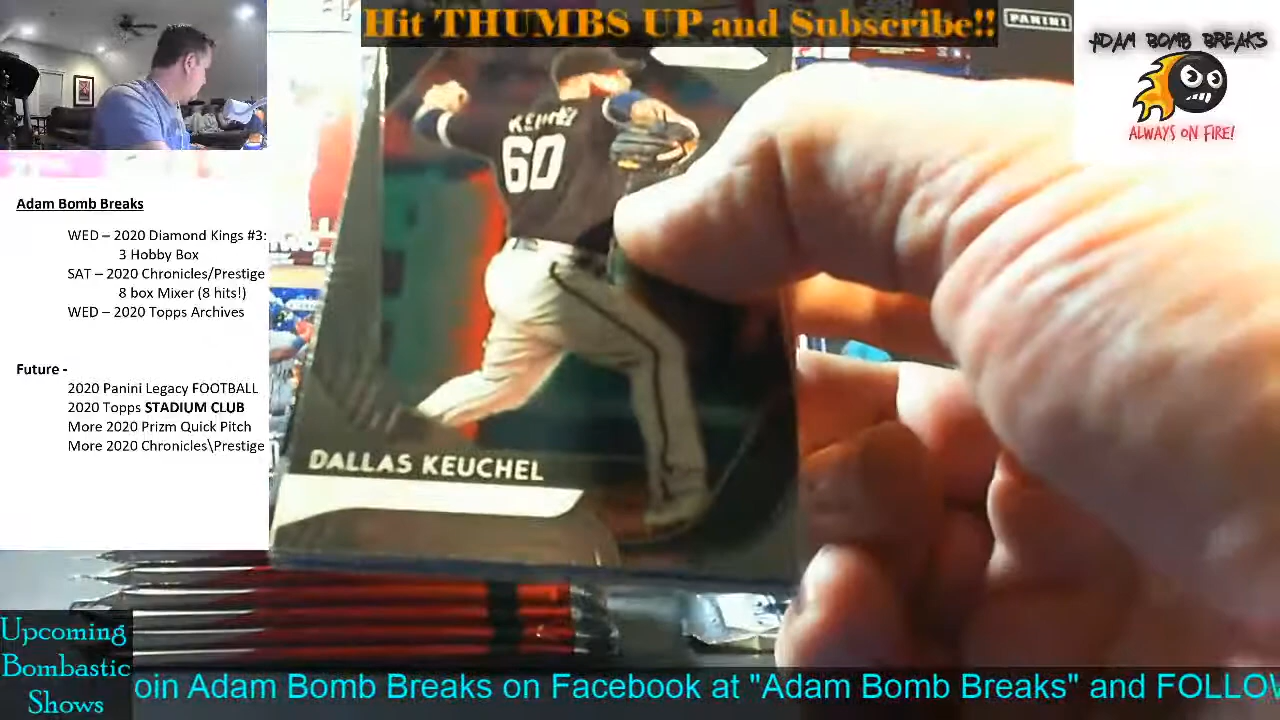 Hit THUMBS UP and Subscribe!!
PANINI
ADAM BOMB BREAKS
ALWAYS ON FIRE!
KEUCHEL
60
Adam Bomb Breaks
WED – 2020 Diamond Kings #3:
3 Hobby Box
SAT – 2020 Chronicles/Prestige
8 box Mixer (8 hits!)
WED – 2020 Topps Archives
Future -
2020 Panini Legacy FOOTBALL
2020 Topps STADIUM CLUB
More 2020 Prizm Quick Pitch
More 2020 Chronicles\Prestige
DALLAS KEUCHEL
Upcoming
Bombastic
Shows
oin Adam Bomb Breaks on Facebook at "Adam Bomb Breaks" and FOLLOW